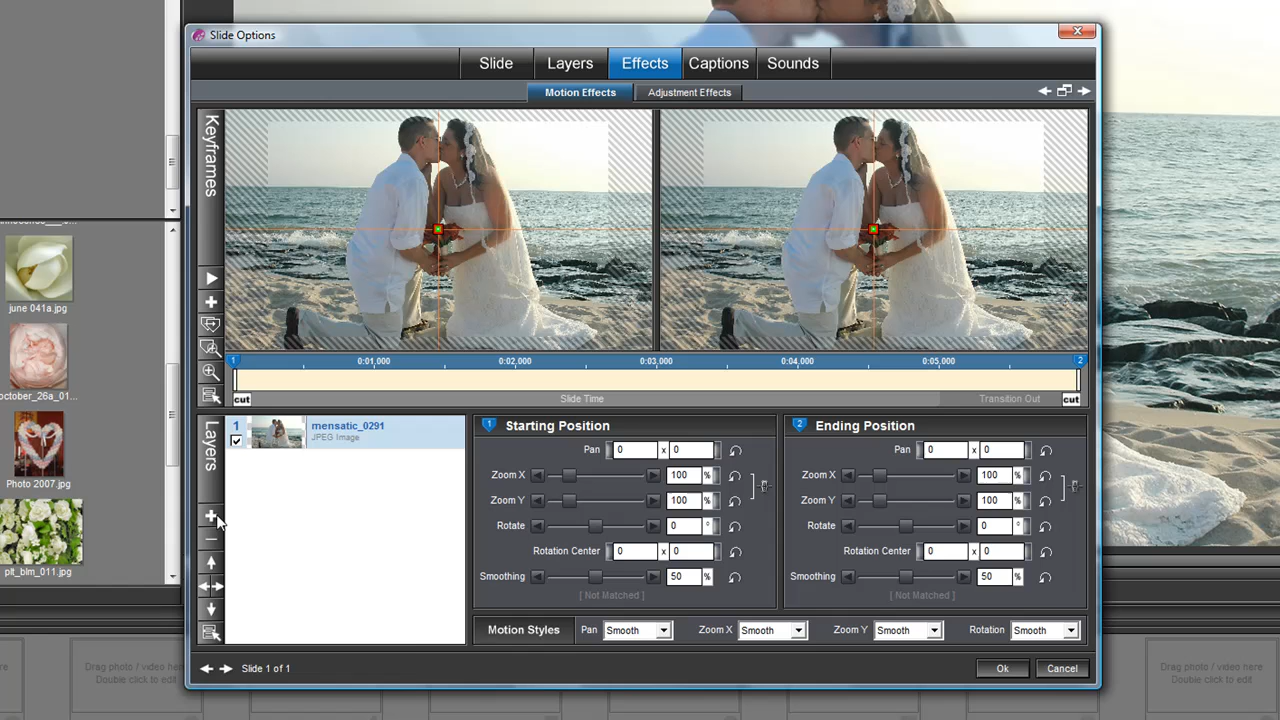 Slide Options
Slide Layers Effects Captions Sounds
Motion Effects Adjustment Effects
Keyframes
1 0:01,000 0:02,000 0:03,000 0:04,000 0:05,000 2
cut Slide Time Transition Out cut
Layers
1 mensatic_0291
JPEG Image
1 Starting Position
Pan 0 x 0
Zoom X 100 %
Zoom Y 100 %
Rotate 0 °
Rotation Center 0 x 0
Smoothing 50 %
[ Not Matched ]
2 Ending Position
Pan 0 x 0
Zoom X 100 %
Zoom Y 100 %
Rotate 0 °
Rotation Center 0 x 0
Smoothing 50 %
[ Not Matched ]
Motion Styles Pan Smooth Zoom X Smooth Zoom Y Smooth Rotation Smooth
Slide 1 of 1 Ok Cancel
june 041a.jpg
october_26a_01...
Photo 2007.jpg
plt_blm_011.jpg
Drag photo / video here
Double click to edit
Drag photo / video here
Double click to edit